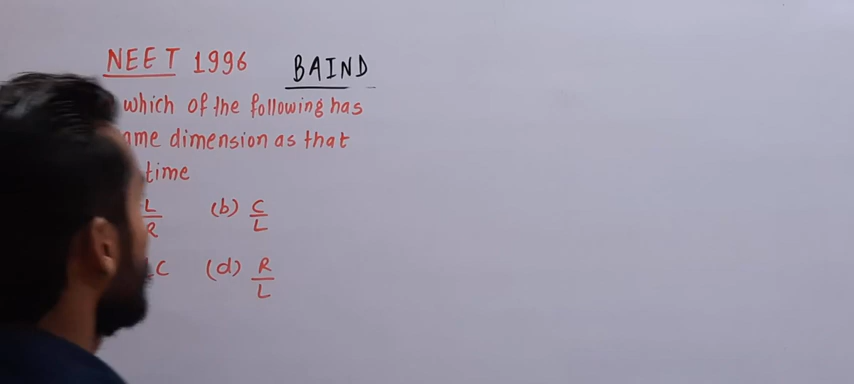 NEET 1996 BAIND
which of the following has
ame dimension as that
time
L/R (b) C/L
C (d) R/L